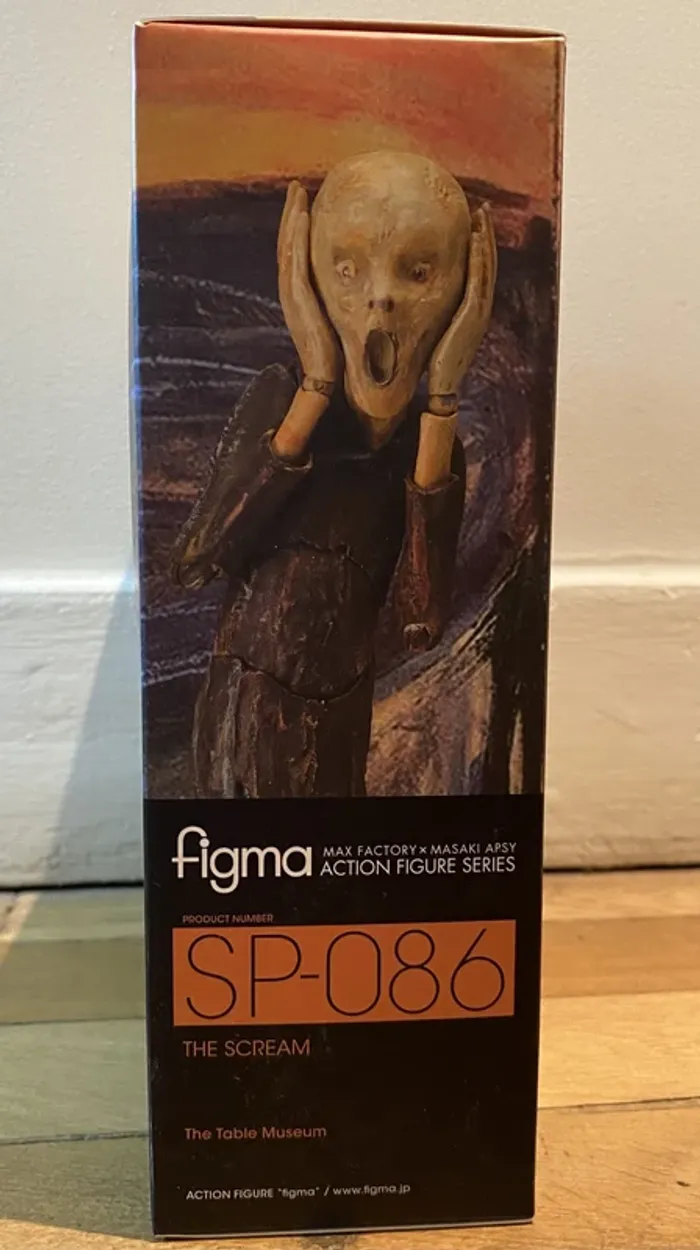 figma MAX FACTORY × MASAKI APSY
ACTION FIGURE SERIES
PRODUCT NUMBER
SP-086
THE SCREAM
The Table Museum
ACTION FIGURE "figma" / www.figma.jp